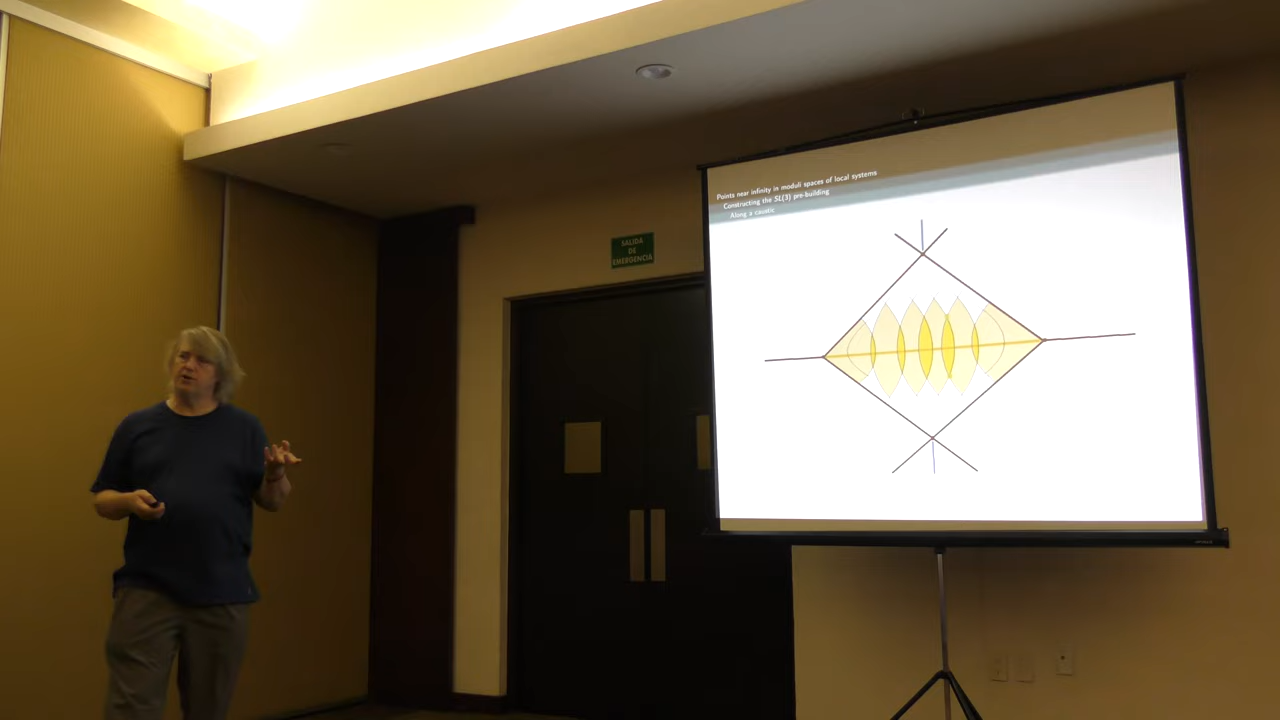 Points near infinity in moduli spaces of local systems
Constructing the SL(3) pre-building
Along a caustic
SALIDA
DE
EMERGENCIA